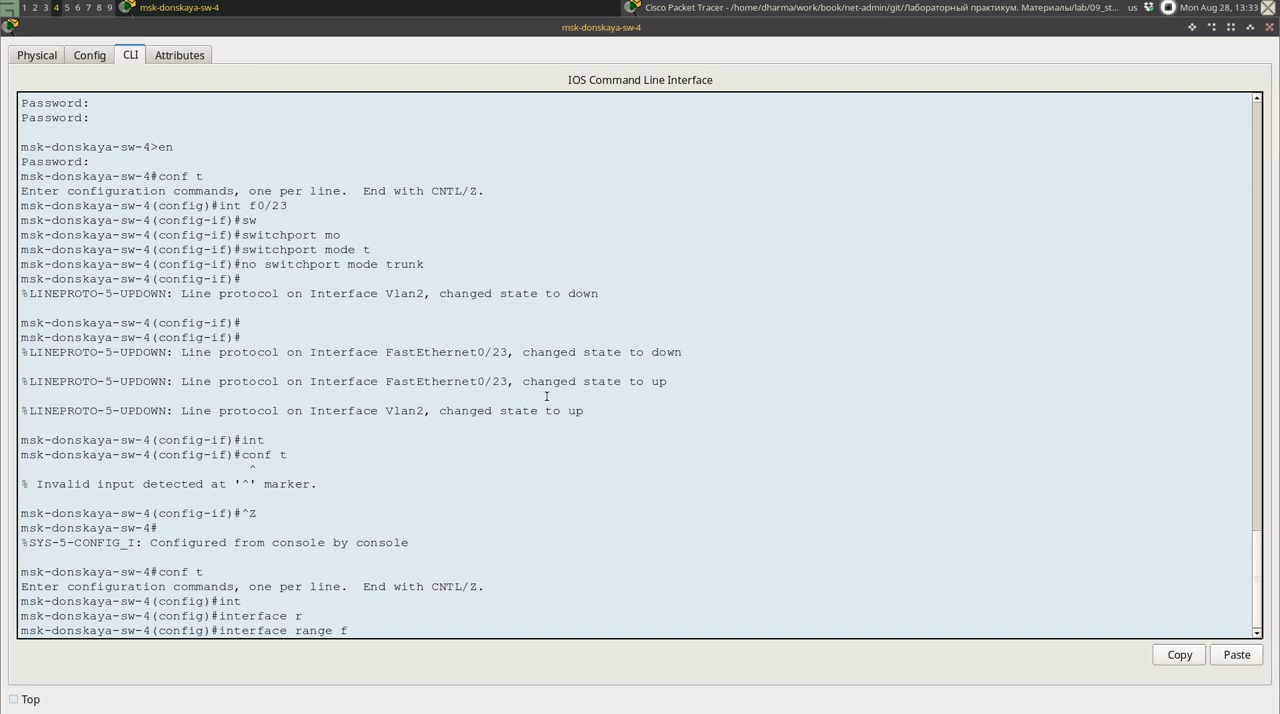 1 2 3 4 5 6 7 8 9 msk-donskaya-sw-4 Cisco Packet Tracer - /home/dharma/work/book/net-admin/git/Лабораторный практикум. Материалы/lab/09_st... us Mon Aug 28, 13:33
msk-donskaya-sw-4
Physical Config CLI Attributes
IOS Command Line Interface
Password:
Password:
msk-donskaya-sw-4>en
Password:
msk-donskaya-sw-4#conf t
Enter configuration commands, one per line.  End with CNTL/Z.
msk-donskaya-sw-4(config)#int f0/23
msk-donskaya-sw-4(config-if)#sw
msk-donskaya-sw-4(config-if)#switchport mo
msk-donskaya-sw-4(config-if)#switchport mode t
msk-donskaya-sw-4(config-if)#no switchport mode trunk
msk-donskaya-sw-4(config-if)#
%LINEPROTO-5-UPDOWN: Line protocol on Interface Vlan2, changed state to down
msk-donskaya-sw-4(config-if)#
msk-donskaya-sw-4(config-if)#
%LINEPROTO-5-UPDOWN: Line protocol on Interface FastEthernet0/23, changed state to down
%LINEPROTO-5-UPDOWN: Line protocol on Interface FastEthernet0/23, changed state to up
%LINEPROTO-5-UPDOWN: Line protocol on Interface Vlan2, changed state to up
msk-donskaya-sw-4(config-if)#int
msk-donskaya-sw-4(config-if)#conf t
^
% Invalid input detected at '^' marker.
msk-donskaya-sw-4(config-if)#^Z
msk-donskaya-sw-4#
%SYS-5-CONFIG_I: Configured from console by console
msk-donskaya-sw-4#conf t
Enter configuration commands, one per line.  End with CNTL/Z.
msk-donskaya-sw-4(config)#int
msk-donskaya-sw-4(config)#interface r
msk-donskaya-sw-4(config)#interface range f
Copy Paste
Top